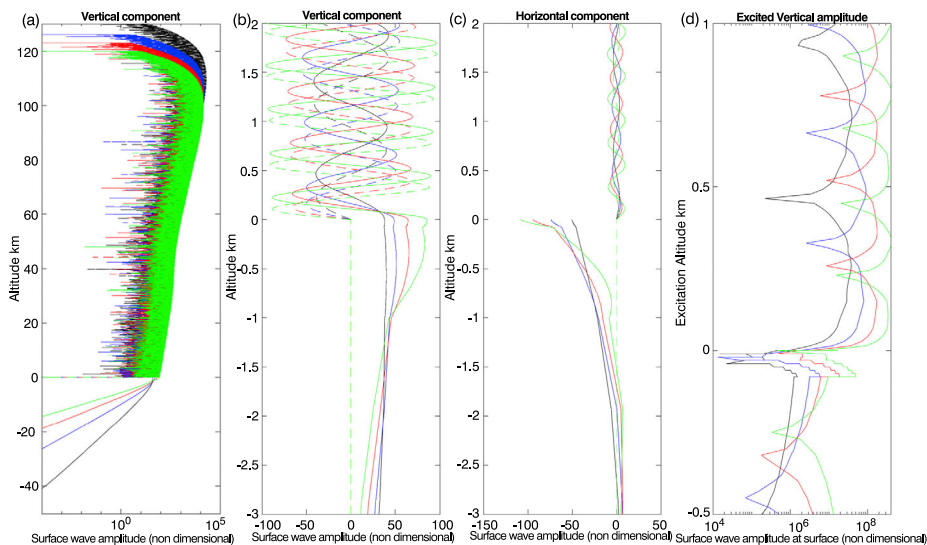 (a) Vertical component
120
100
80
60
40
20
0
-20
-40
Altitude km
10^0 10^5
Surface wave amplitude (non dimensional)
(b) Vertical component
2
1.5
1
0.5
0
-0.5
-1
-1.5
-2
-2.5
-3
Altitude km
-100 -50 0 50 100
Surface wave amplitude (non dimensional)
(c) Horizontal component
2
1.5
1
0.5
0
-0.5
-1
-1.5
-2
-2.5
-3
Altitude km
-150 -100 -50 0 50
Surface wave amplitude (non dimensional)
(d) Excited Vertical amplitude
1
0.5
0
-0.5
Excitation Altitude km
10^4 10^6 10^8
Surface wave amplitude at surface (non dimensional)